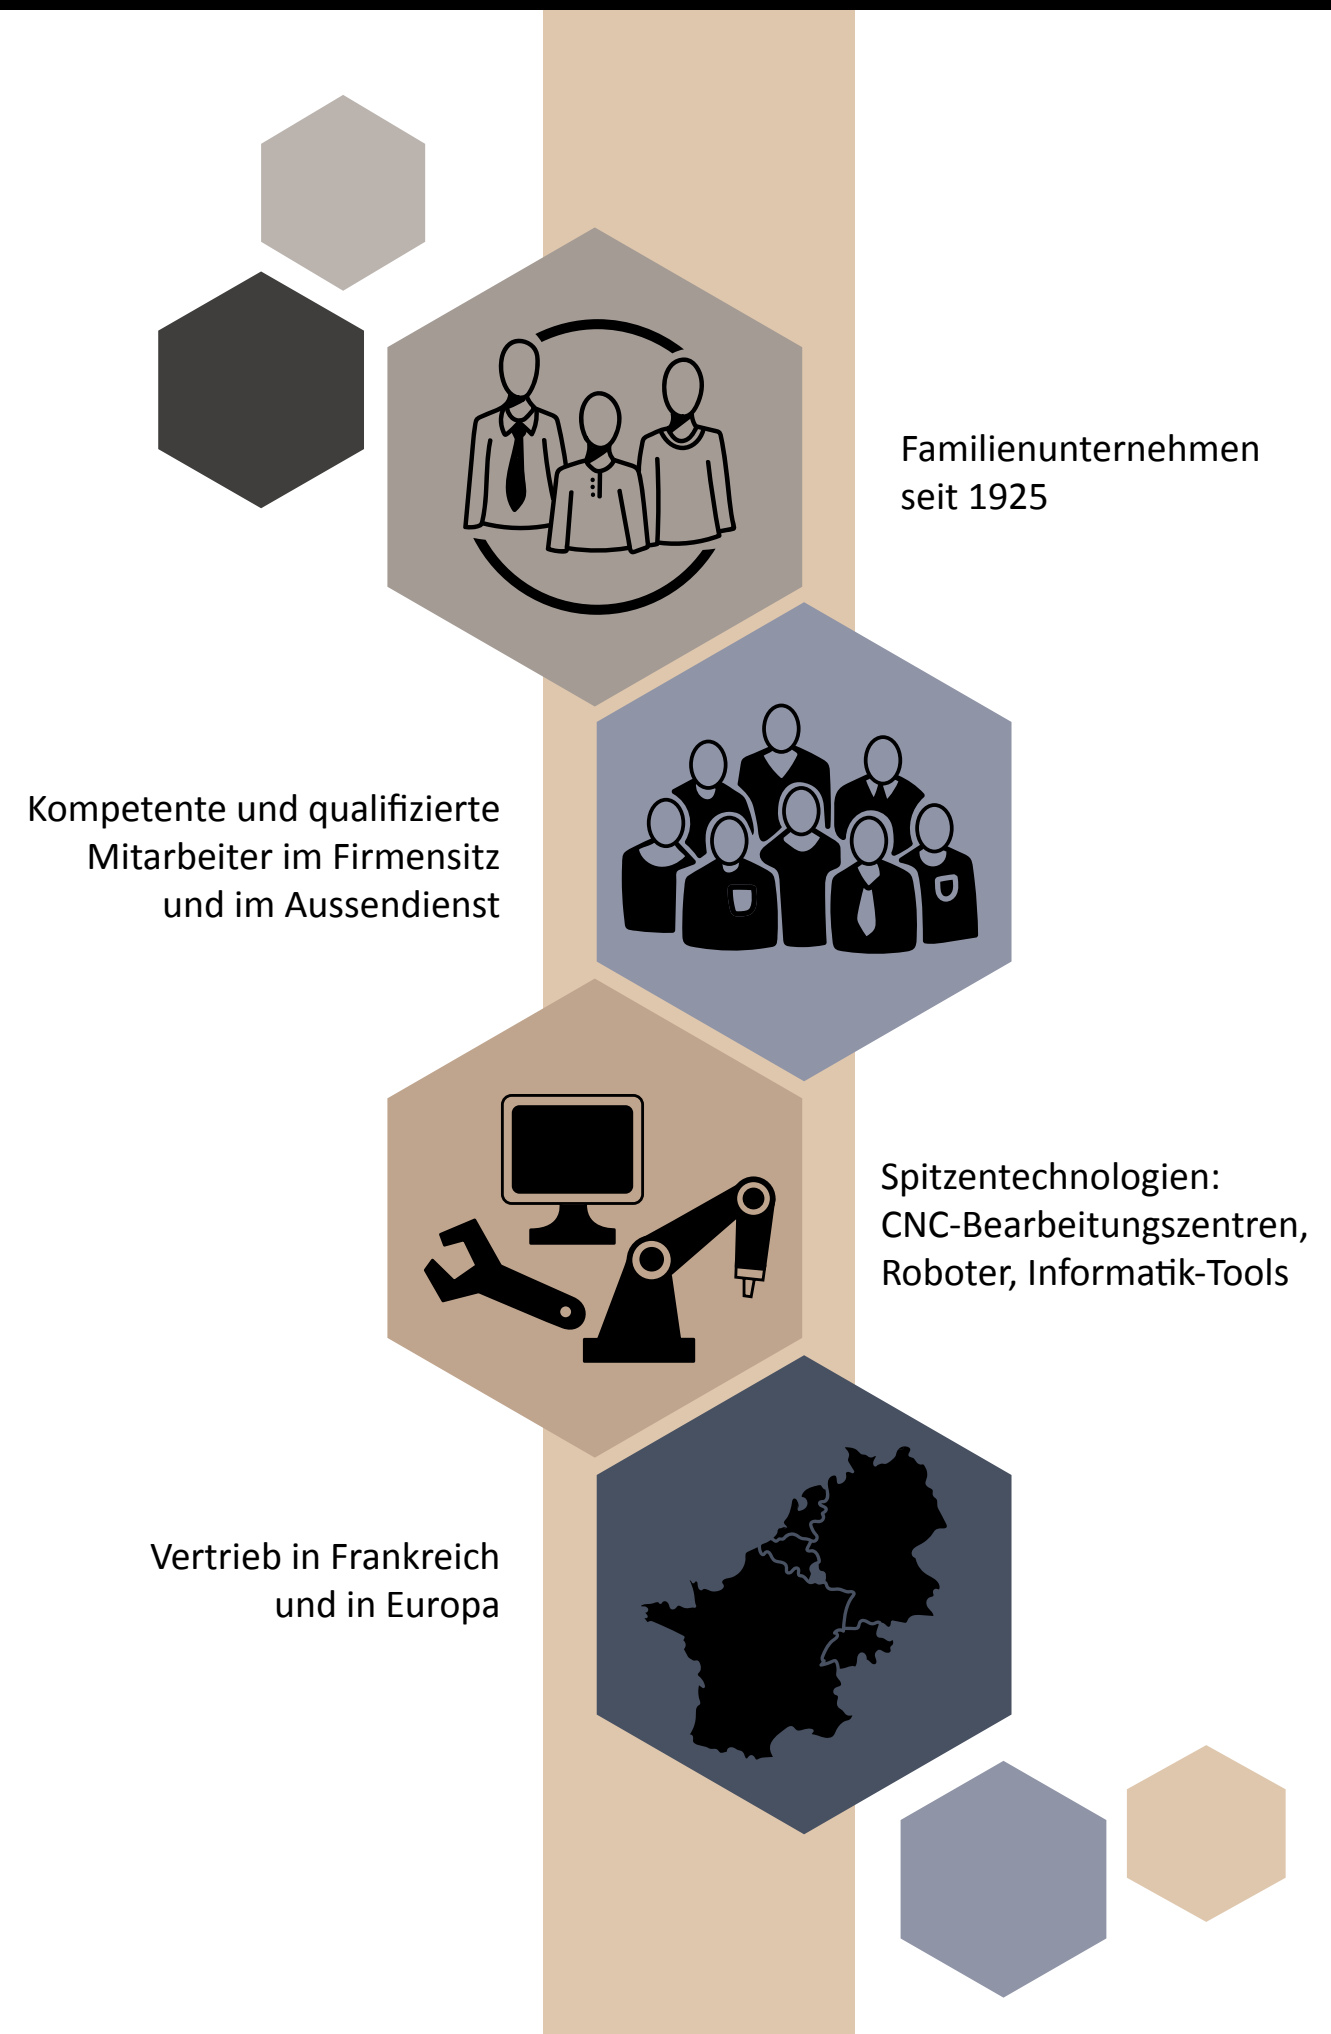 Familienunternehmen
seit 1925
Kompetente und qualifizierte
Mitarbeiter im Firmensitz
und im Aussendienst
Spitzentechnologien:
CNC-Bearbeitungszentren,
Roboter, Informatik-Tools
Vertrieb in Frankreich
und in Europa